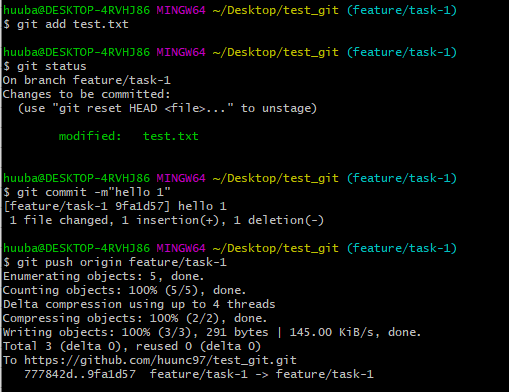 huuba@DESKTOP-4RVHJ86 MINGW64 ~/Desktop/test_git (feature/task-1)
$ git add test.txt
huuba@DESKTOP-4RVHJ86 MINGW64 ~/Desktop/test_git (feature/task-1)
$ git status
On branch feature/task-1
Changes to be committed:
  (use "git reset HEAD <file>..." to unstage)
        modified:   test.txt
huuba@DESKTOP-4RVHJ86 MINGW64 ~/Desktop/test_git (feature/task-1)
$ git commit -m"hello 1"
[feature/task-1 9fa1d57] hello 1
 1 file changed, 1 insertion(+), 1 deletion(-)
huuba@DESKTOP-4RVHJ86 MINGW64 ~/Desktop/test_git (feature/task-1)
$ git push origin feature/task-1
Enumerating objects: 5, done.
Counting objects: 100% (5/5), done.
Delta compression using up to 4 threads
Compressing objects: 100% (2/2), done.
Writing objects: 100% (3/3), 291 bytes | 145.00 KiB/s, done.
Total 3 (delta 0), reused 0 (delta 0)
To https://github.com/huunc97/test_git.git
   777842d..9fa1d57  feature/task-1 -> feature/task-1